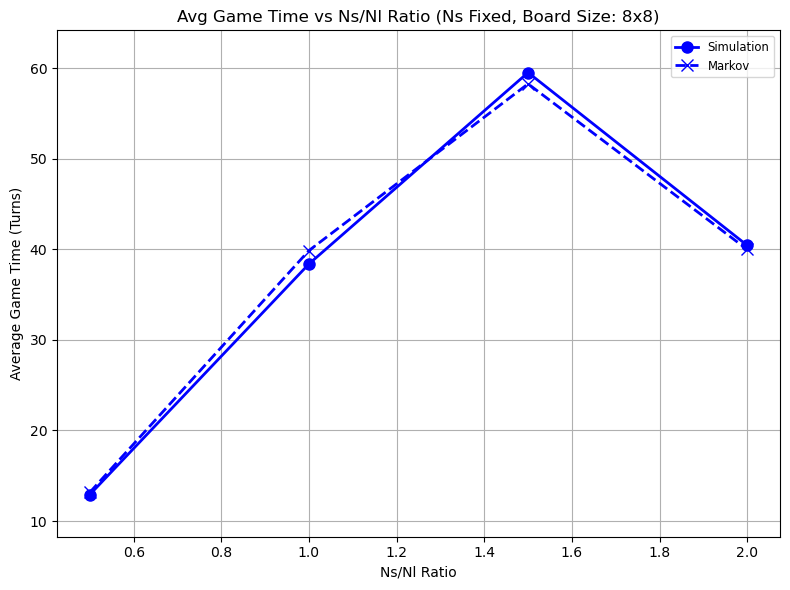 Avg Game Time vs Ns/Nl Ratio (Ns Fixed, Board Size: 8x8)
Simulation
Markov
60
50
40
30
20
10
Average Game Time (Turns)
0.6 0.8 1.0 1.2 1.4 1.6 1.8 2.0
Ns/Nl Ratio